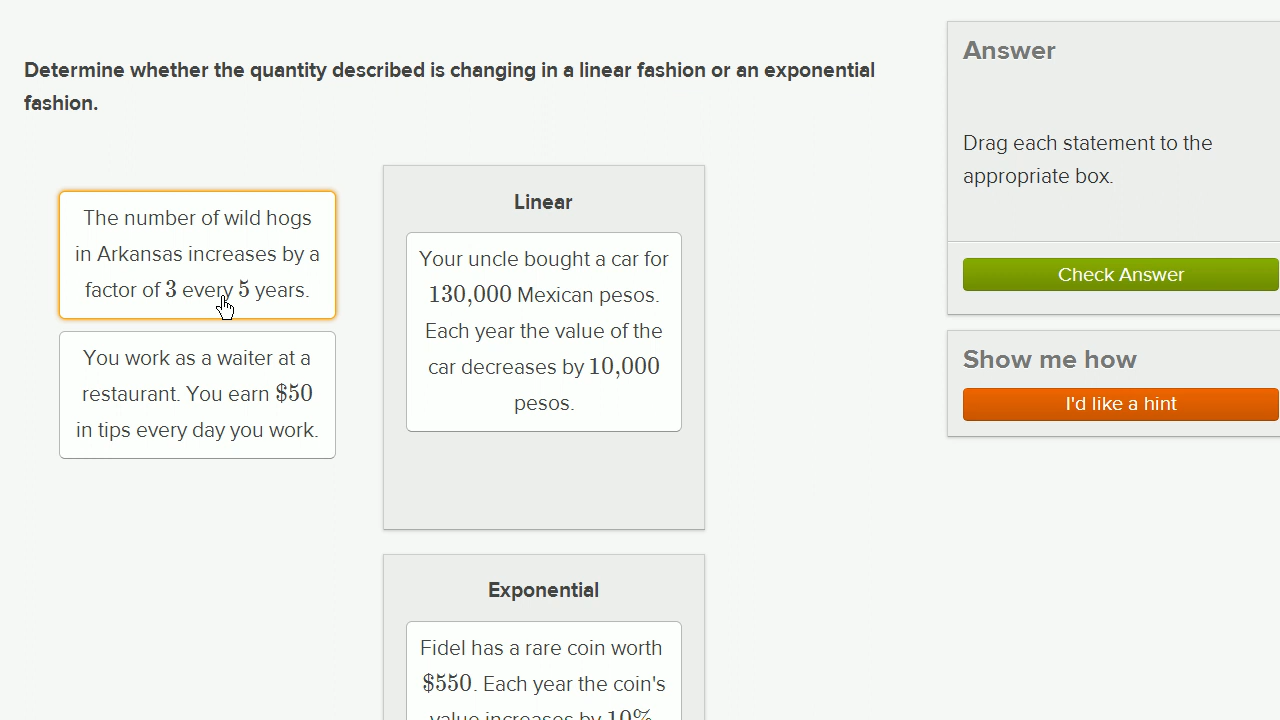 Determine whether the quantity described is changing in a linear fashion or an exponential
fashion.
The number of wild hogs
in Arkansas increases by a
factor of 3 every 5 years.
You work as a waiter at a
restaurant. You earn $50
in tips every day you work.
Linear
Your uncle bought a car for
130,000 Mexican pesos.
Each year the value of the
car decreases by 10,000
pesos.
Exponential
Fidel has a rare coin worth
$550. Each year the coin's
value increases by 10%
Answer
Drag each statement to the
appropriate box.
Check Answer
Show me how
I'd like a hint